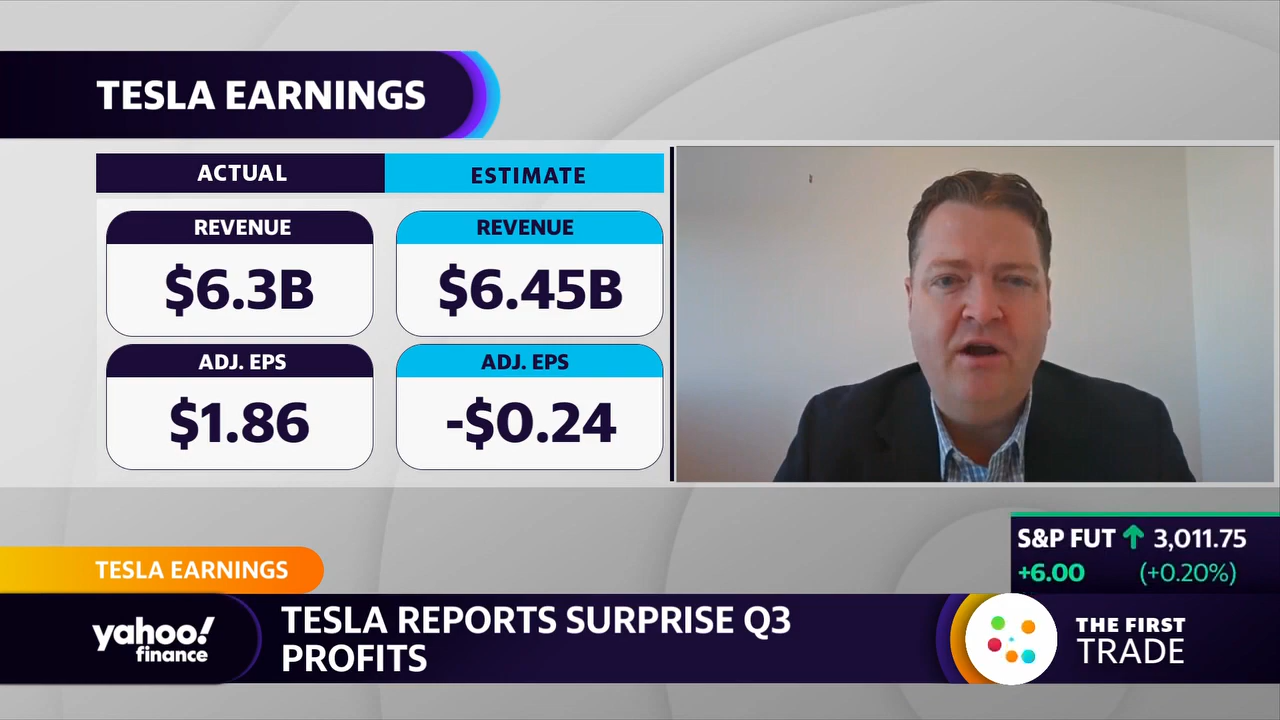 TESLA EARNINGS
ACTUAL
ESTIMATE
REVENUE
$6.3B
REVENUE
$6.45B
ADJ. EPS
$1.86
ADJ. EPS
-$0.24
S&P FUT 3,011.75
+6.00 (+0.20%)
TESLA EARNINGS
yahoo!
finance
TESLA REPORTS SURPRISE Q3
PROFITS
THE FIRST
TRADE